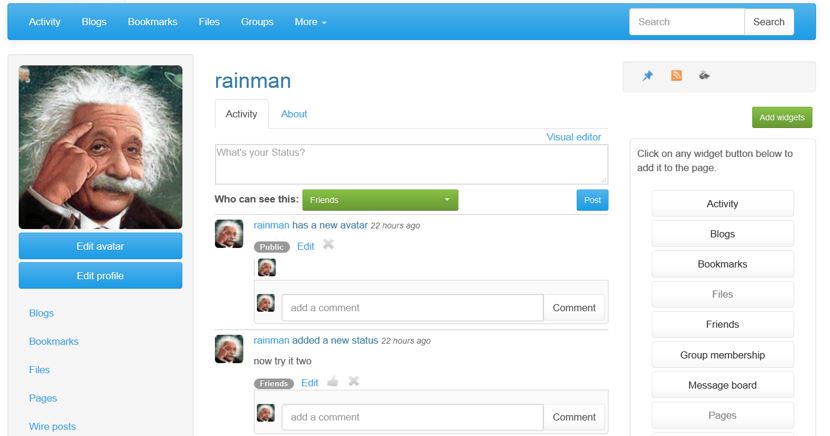 Activity Blogs Bookmarks Files Groups More Search Search
Edit avatar
Edit profile
Blogs
Bookmarks
Files
Pages
Wire posts
rainman
Activity About
Visual editor
What's your Status?
Who can see this: Friends Post
rainman has a new avatar 22 hours ago
Public Edit
add a comment Comment
rainman added a new status 22 hours ago
now try it two
Friends Edit
add a comment Comment
Add widgets
Click on any widget button below to
add it to the page.
Activity
Blogs
Bookmarks
Files
Friends
Group membership
Message board
Pages